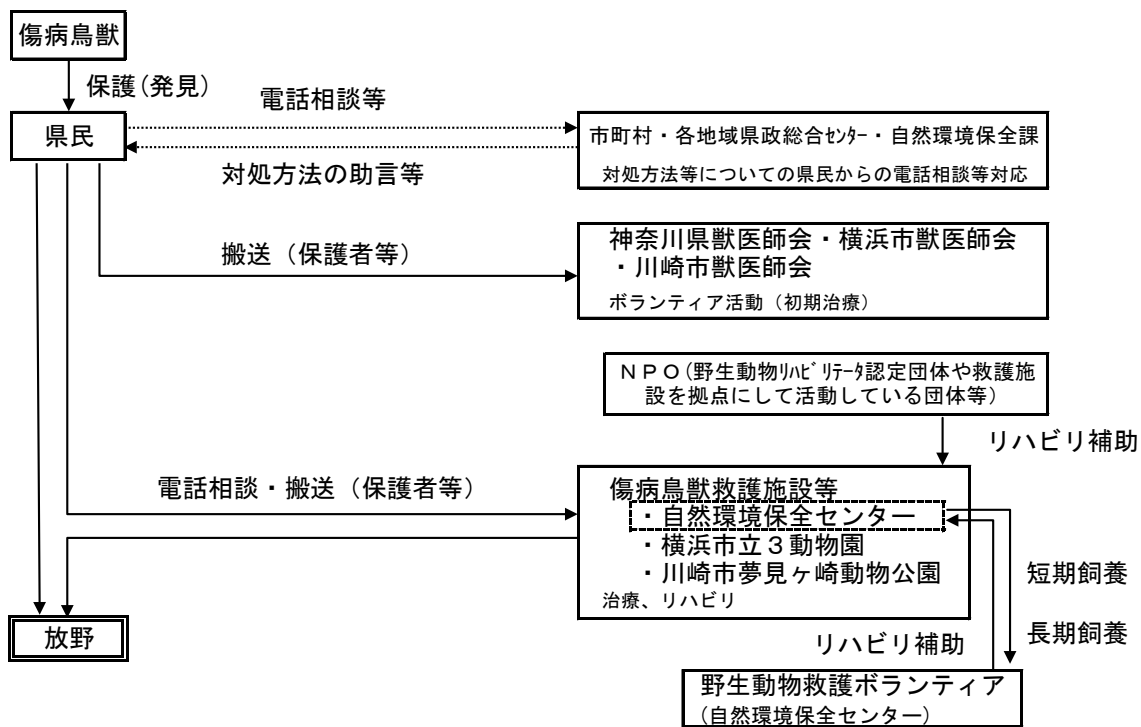 傷病鳥獣
保護(発見)
電話相談等
県民
市町村・各地域県政総合ｾﾝﾀｰ・自然環境保全課
対処方法等についての県民からの電話相談等対応
対処方法の助言等
搬送（保護者等）
神奈川県獣医師会・横浜市獣医師会
・川崎市獣医師会
ボランティア活動（初期治療）
ＮＰＯ(野生動物ﾘﾊﾋﾞﾘﾃｰﾀ認定団体や救護施
設を拠点にして活動している団体等）
リハビリ補助
電話相談・搬送（保護者等）
傷病鳥獣救護施設等
・自然環境保全センター
・横浜市立３動物園
・川崎市夢見ヶ崎動物公園
治療、リハビリ
短期飼養
長期飼養
放野
リハビリ補助
野生動物救護ボランティア
(自然環境保全センター）